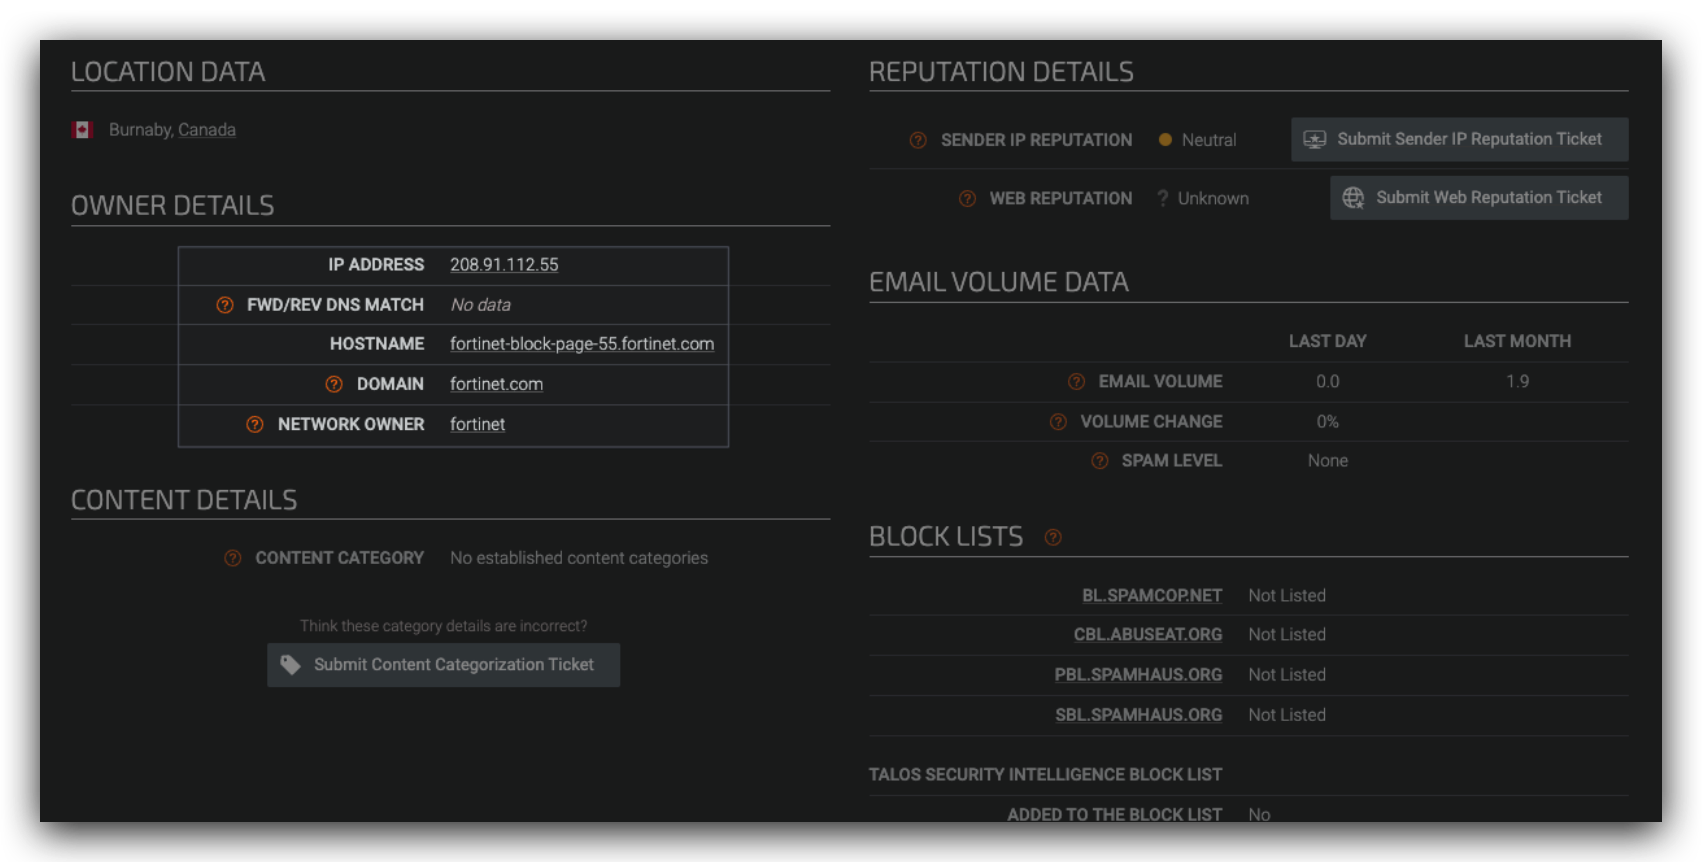 LOCATION DATA
Burnaby, Canada
OWNER DETAILS
IP ADDRESS 208.91.112.55
? FWD/REV DNS MATCH No data
HOSTNAME fortinet-block-page-55.fortinet.com
? DOMAIN fortinet.com
? NETWORK OWNER fortinet
CONTENT DETAILS
? CONTENT CATEGORY No established content categories
Think these category details are incorrect?
Submit Content Categorization Ticket
REPUTATION DETAILS
? SENDER IP REPUTATION Neutral Submit Sender IP Reputation Ticket
? WEB REPUTATION ? Unknown Submit Web Reputation Ticket
EMAIL VOLUME DATA
LAST DAY LAST MONTH
? EMAIL VOLUME 0.0 1.9
? VOLUME CHANGE 0%
? SPAM LEVEL None
BLOCK LISTS ?
BL.SPAMCOP.NET Not Listed
CBL.ABUSEAT.ORG Not Listed
PBL.SPAMHAUS.ORG Not Listed
SBL.SPAMHAUS.ORG Not Listed
TALOS SECURITY INTELLIGENCE BLOCK LIST
ADDED TO THE BLOCK LIST No